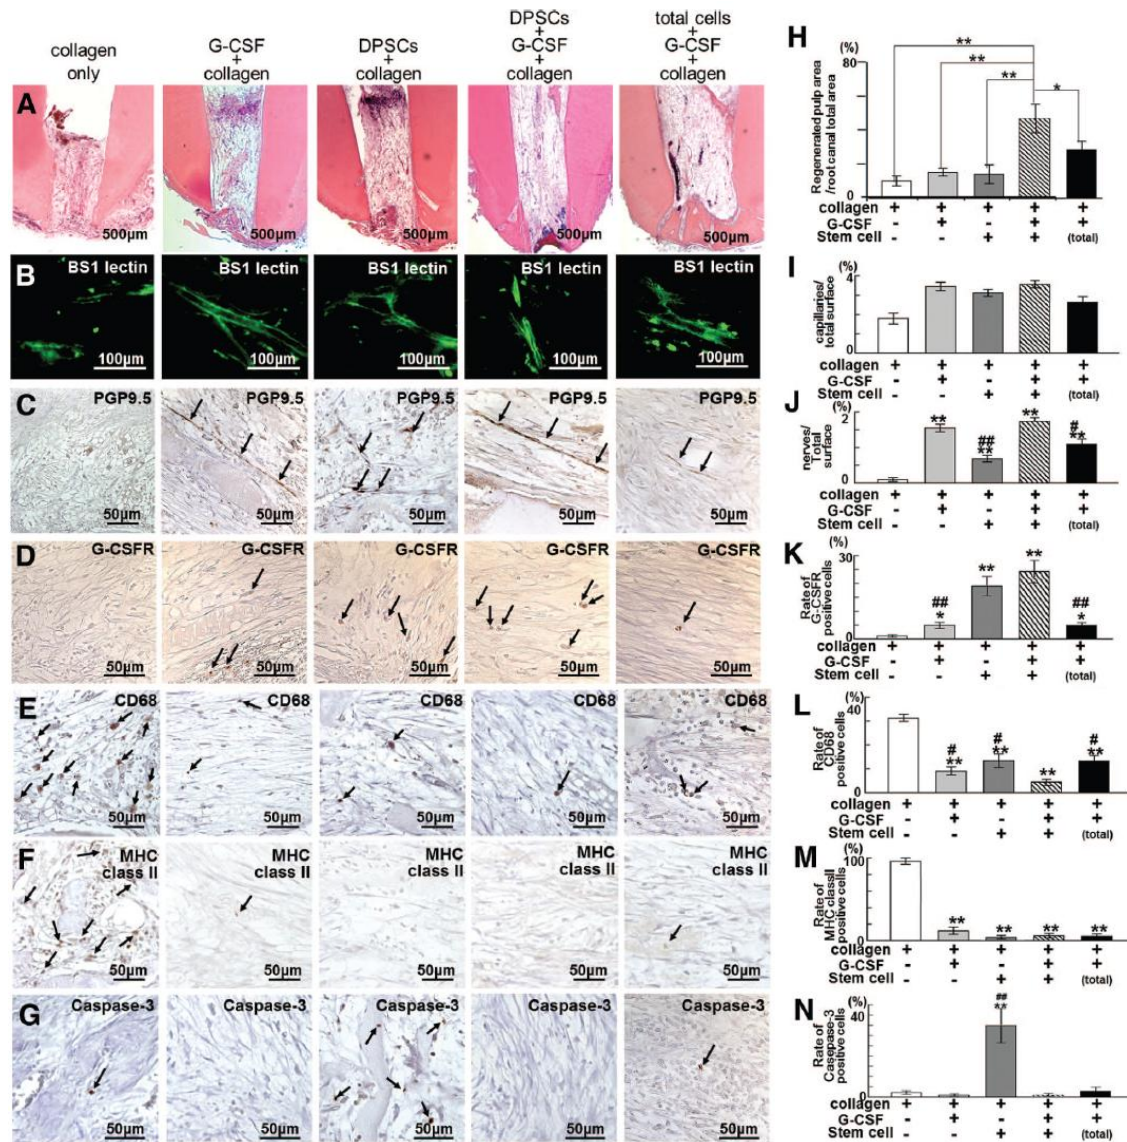 collagen
only
G-CSF
+
collagen
DPSCs
+
collagen
DPSCs
+
G-CSF
+
collagen
total cells
+
G-CSF
+
collagen
A
500µm 500µm 500µm 500µm 500µm
B
BS1 lectin BS1 lectin BS1 lectin BS1 lectin BS1 lectin
100µm 100µm 100µm 100µm 100µm
C
PGP9.5 PGP9.5 PGP9.5 PGP9.5 PGP9.5
50µm 50µm 50µm 50µm 50µm
D
G-CSFR G-CSFR G-CSFR G-CSFR G-CSFR
50µm 50µm 50µm 50µm 50µm
E
CD68 CD68 CD68 CD68 CD68
50µm 50µm 50µm 50µm 50µm
F
MHC MHC MHC MHC MHC
class II class II class II class II class II
50µm 50µm 50µm 50µm 50µm
G
Caspase-3 Caspase-3 Caspase-3 Caspase-3 Caspase-3
50µm 50µm 50µm 50µm 50µm
H
(%)
Regenerated pulp area
/root canal total area
80
0
** ** ** *
collagen + + + + +
G-CSF - + - + +
Stem cell - - + + (total)
I
(%)
capillaries/
total surface
4
0
collagen + + + + +
G-CSF - + - + +
Stem cell - - + + (total)
J
(%)
nerves/
Total
surface
2
0
** ## ** ** # **
collagen + + + + +
G-CSF - + - + +
Stem cell - - + + (total)
K
(%)
Rate of
G-CSFR
positive cells
30
0
## * ** ** ## *
collagen + + + + +
G-CSF - + - + +
Stem cell - - + + (total)
L
(%)
Rate of
CD68
positive cells
40
0
# ** # ** ** # **
collagen + + + + +
G-CSF - + - + +
Stem cell - - + + (total)
M
(%)
Rate of
MHC classII
positive cells
100
0
** ** ** **
collagen + + + + +
G-CSF - + - + +
Stem cell - - + + (total)
N
(%)
Rate of
Casepase-3
positive cells
40
0
## **
collagen + + + + +
G-CSF - + - + +
Stem cell - - + + (total)